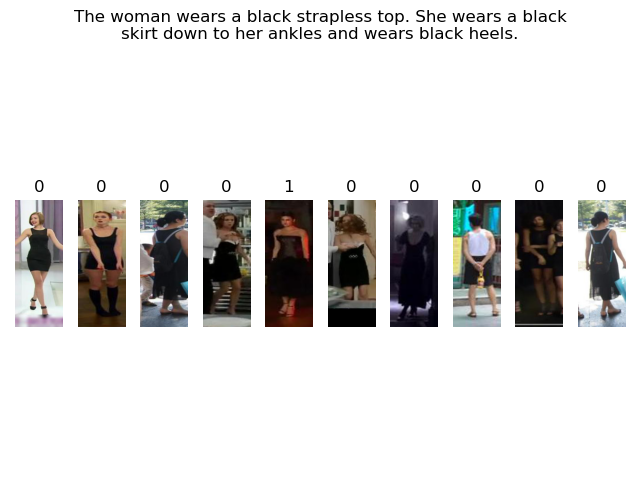 The woman wears a black strapless top. She wears a black
skirt down to her ankles and wears black heels.
0 0 0 0 1 0 0 0 0 0